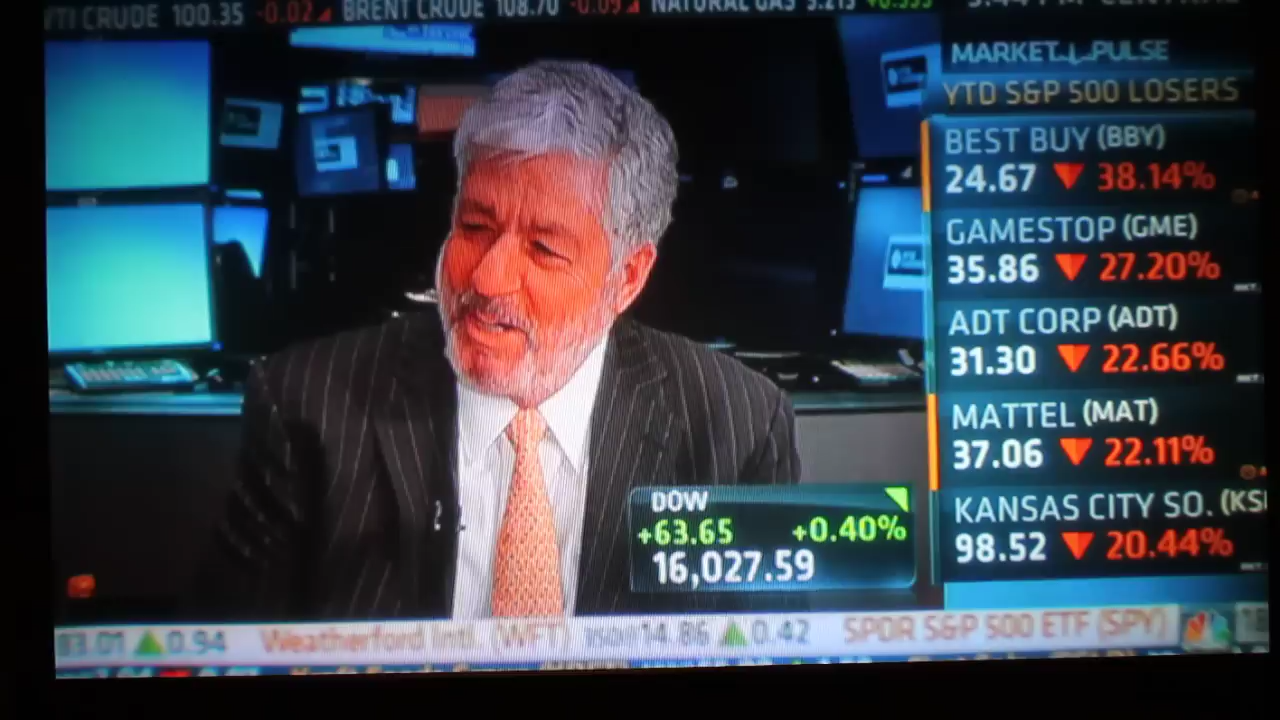 WTI CRUDE 100.35 -0.02 BRENT CRUDE 108.70 -0.09 NATURAL GAS
MARKET PULSE
YTD S&P 500 LOSERS
BEST BUY (BBY)
24.67 ▼ 38.14%
GAMESTOP (GME)
35.86 ▼ 27.20%
ADT CORP (ADT)
31.30 ▼ 22.66%
MATTEL (MAT)
37.06 ▼ 22.11%
KANSAS CITY SO. (KS
98.52 ▼ 20.44%
DOW
+63.65 +0.40%
16,027.59
83.01 ▲ 0.94 Weatherford Intl. (WFT) 14.86 ▲ 0.42 SPDR S&P 500 ETF (SPY)